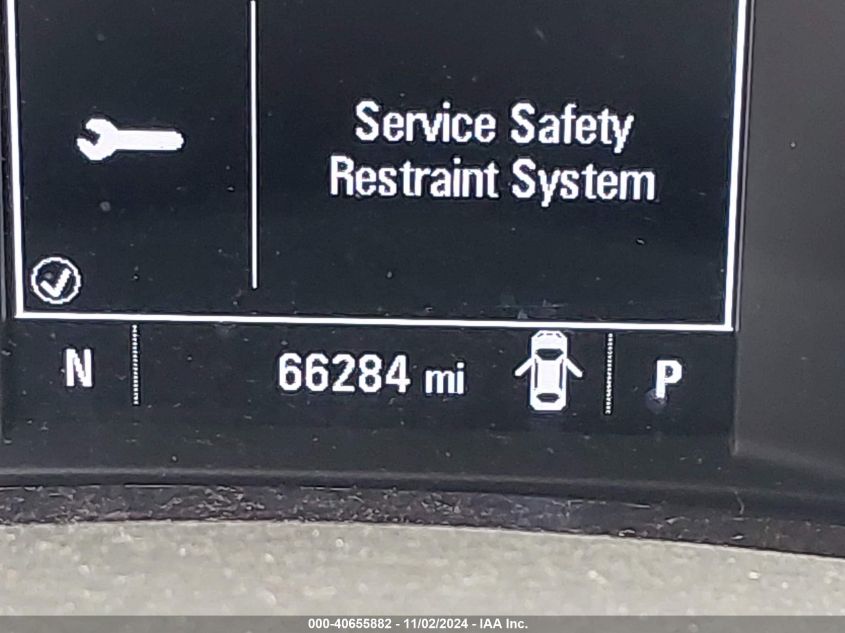 Service Safety
Restraint System
N 66284 mi P
000-40655882 - 11/02/2024 - IAA Inc.